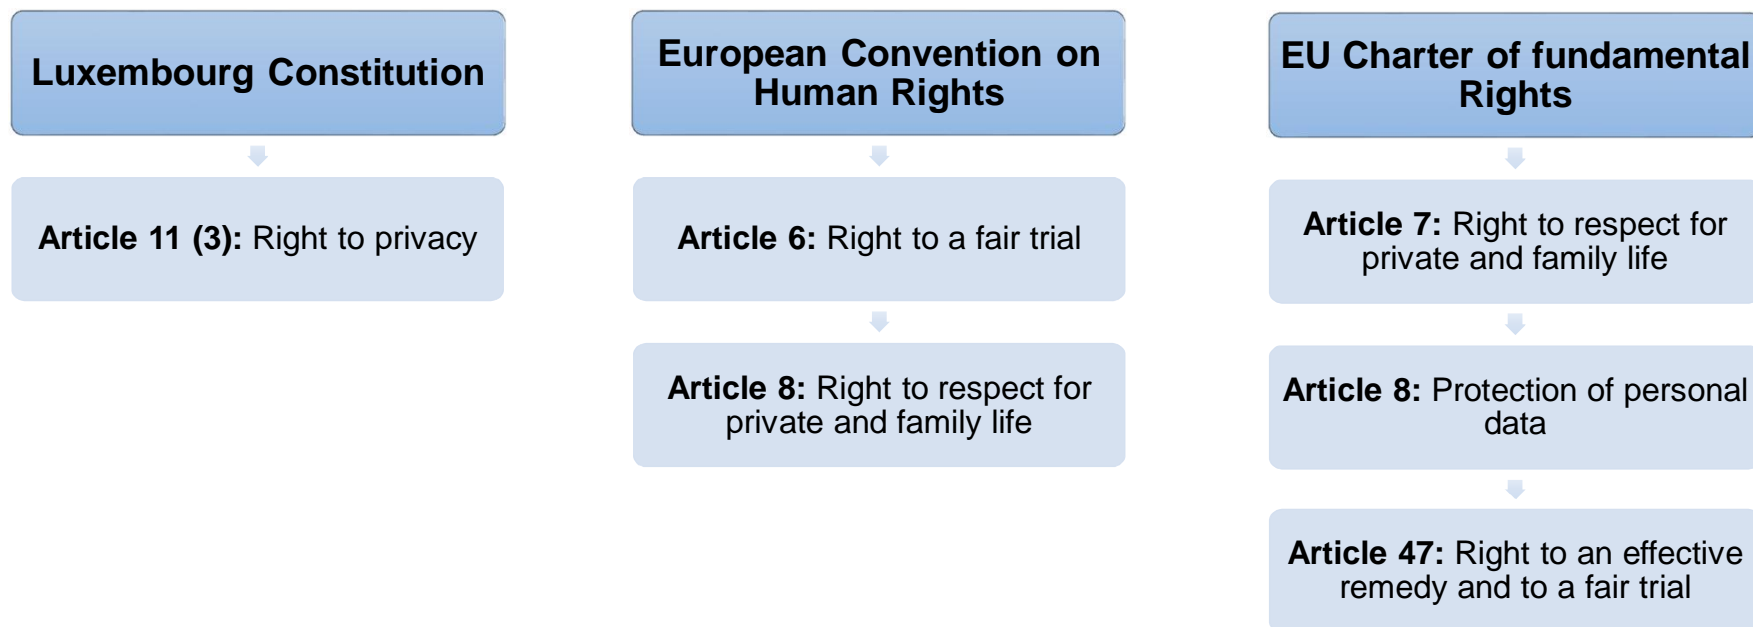 Luxembourg Constitution
Article 11 (3): Right to privacy
European Convention on
Human Rights
Article 6: Right to a fair trial
Article 8: Right to respect for
private and family life
EU Charter of fundamental
Rights
Article 7: Right to respect for
private and family life
Article 8: Protection of personal
data
Article 47: Right to an effective
remedy and to a fair trial